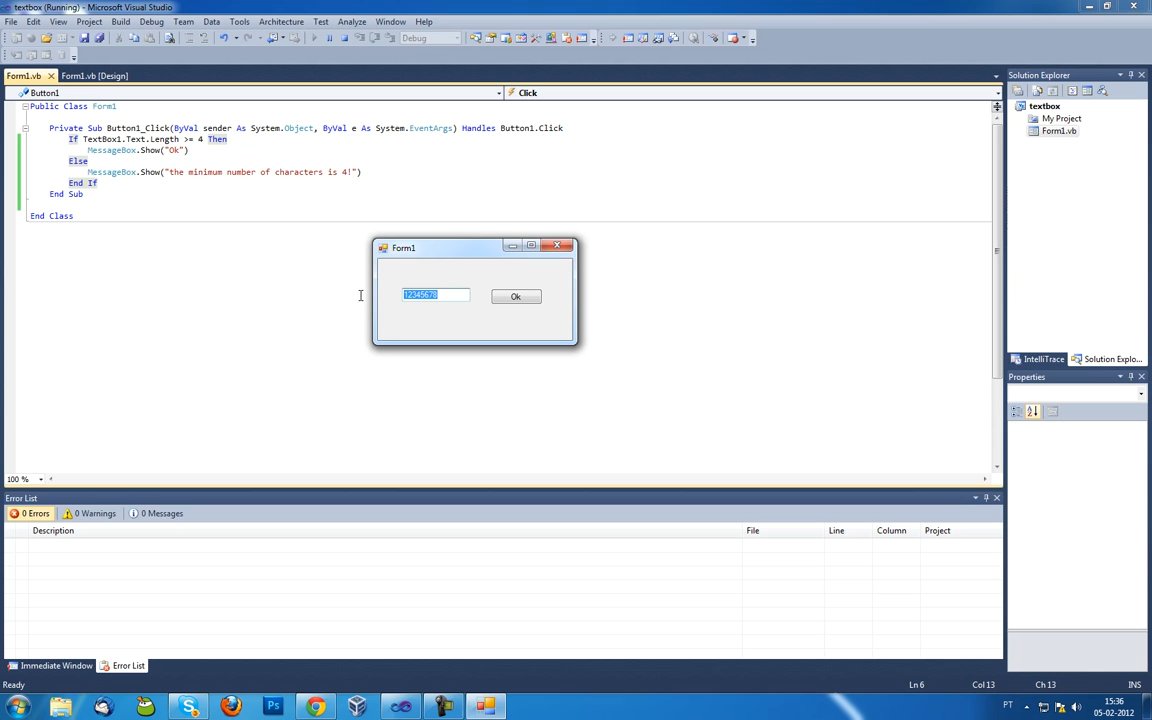 textbox (Running) - Microsoft Visual Studio
File Edit View Project Build Debug Team Data Tools Architecture Test Analyze Window Help
Debug
Form1.vb Form1.vb [Design]
Button1 Click
Public Class Form1
Private Sub Button1_Click(ByVal sender As System.Object, ByVal e As System.EventArgs) Handles Button1.Click
If TextBox1.Text.Length >= 4 Then
MessageBox.Show("Ok")
Else
MessageBox.Show("the minimum number of characters is 4!")
End If
End Sub
End Class
Form1
12345678 Ok
100 %
Solution Explorer
textbox
My Project
Form1.vb
IntelliTrace Solution Explo...
Properties
Error List
0 Errors 0 Warnings 0 Messages
Description File Line Column Project
Immediate Window Error List
Ready Ln 6 Col 13 Ch 13 INS
PT 15:36
05-02-2012